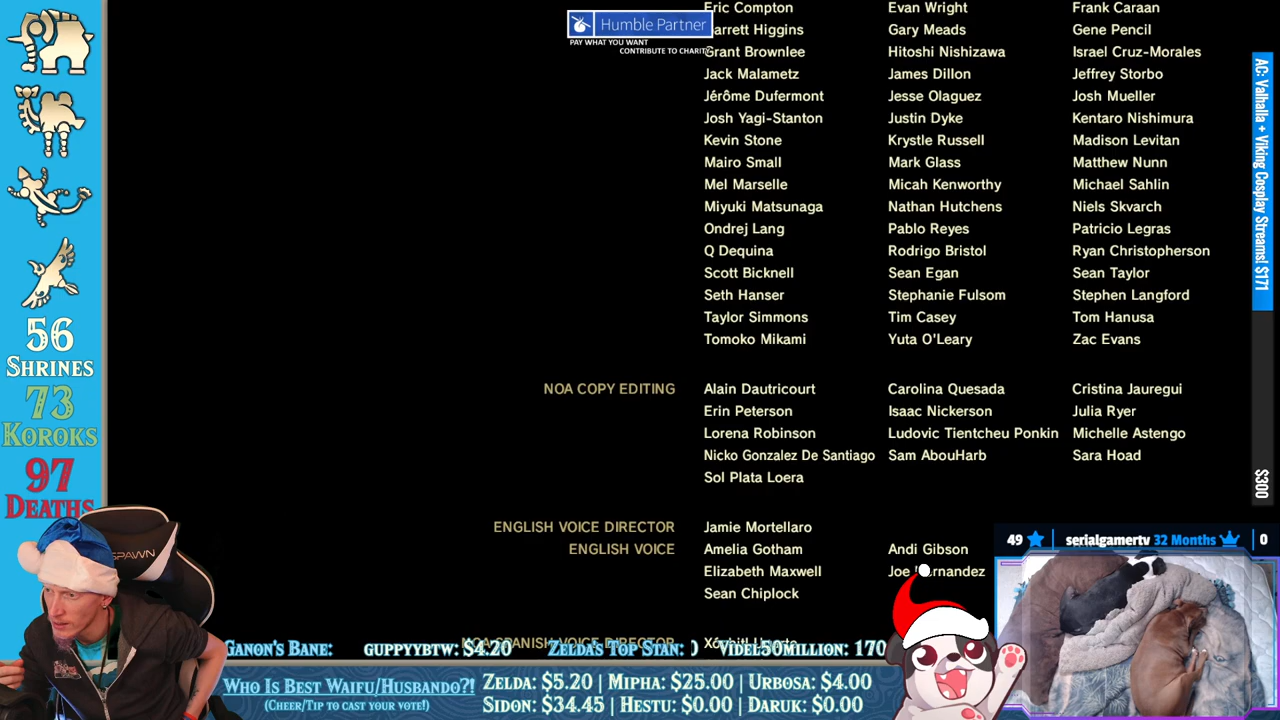 Humble Partner
PAY WHAT YOU WANT
CONTRIBUTE TO CHARITY
Eric Compton Evan Wright Frank Caraan
Garrett Higgins Gary Meads Gene Pencil
Grant Brownlee Hitoshi Nishizawa Israel Cruz-Morales
Jack Malametz James Dillon Jeffrey Storbo
Jérôme Dufermont Jesse Olaguez Josh Mueller
Josh Yagi-Stanton Justin Dyke Kentaro Nishimura
Kevin Stone Krystle Russell Madison Levitan
Mairo Small Mark Glass Matthew Nunn
Mel Marselle Micah Kenworthy Michael Sahlin
Miyuki Matsunaga Nathan Hutchens Niels Skvarch
Ondrej Lang Pablo Reyes Patricio Legras
Q Dequina Rodrigo Bristol Ryan Christopherson
Scott Bicknell Sean Egan Sean Taylor
Seth Hanser Stephanie Fulsom Stephen Langford
Taylor Simmons Tim Casey Tom Hanusa
Tomoko Mikami Yuta O'Leary Zac Evans
NOA COPY EDITING Alain Dautricourt Carolina Quesada Cristina Jauregui
Erin Peterson Isaac Nickerson Julia Ryer
Lorena Robinson Ludovic Tientcheu Ponkin Michelle Astengo
Nicko Gonzalez De Santiago Sam AbouHarb Sara Hoad
Sol Plata Loera
ENGLISH VOICE DIRECTOR Jamie Mortellaro
ENGLISH VOICE Amelia Gotham Andi Gibson
Elizabeth Maxwell Joe Hernandez
Sean Chiplock
NOA SPANISH VOICE DIRECTOR
56
SHRINES
73
KOROKS
97
DEATHS
SPAWN
AC: Valhalla + Viking Cosplay Streams! $171
$300
49 serialgamertv 32 Months 0
GANON'S BANE: GUPPYYBTW: $4.20 ZELDA'S TOP STAN: ) VIDEL50MILLION: 170
WHO IS BEST WAIFU/HUSBANDO?!
(CHEER/TIP TO CAST YOUR VOTE!)
ZELDA: $5.20 | MIPHA: $25.00 | URBOSA: $4.00
SIDON: $34.45 | HESTU: $0.00 | DARUK: $0.00